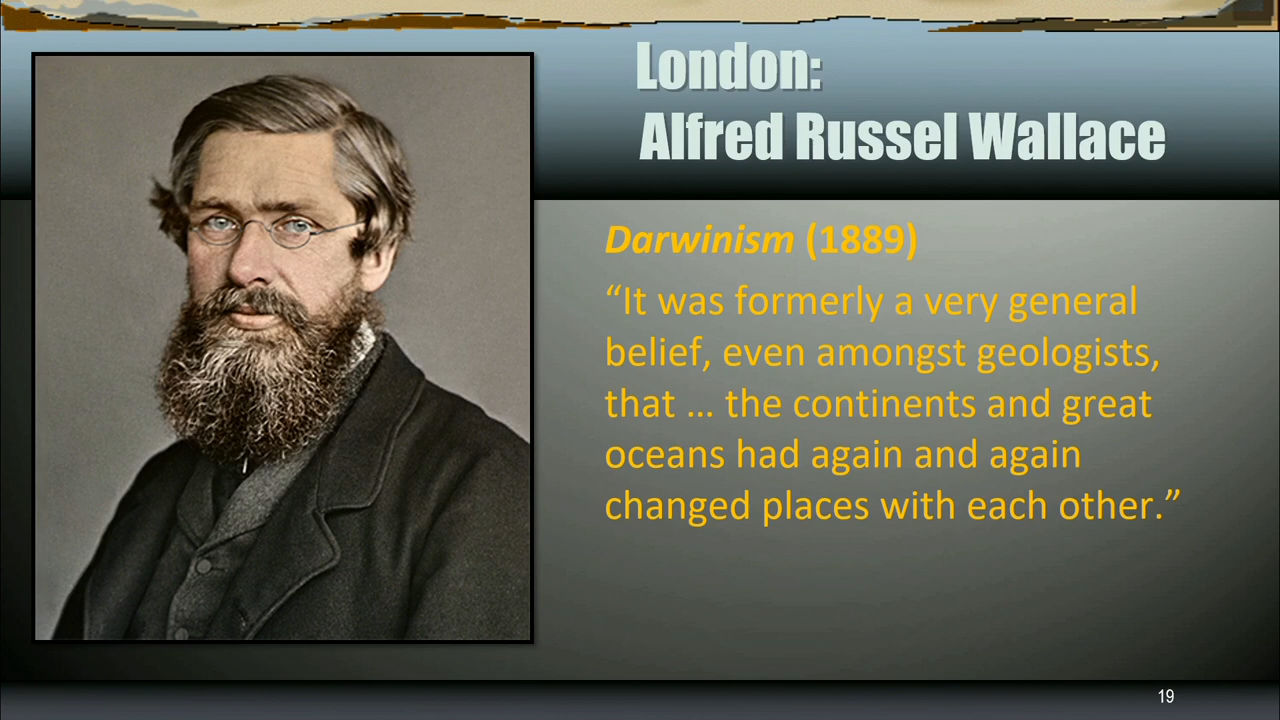 London:
Alfred Russel Wallace
Darwinism (1889)
“It was formerly a very general
belief, even amongst geologists,
that … the continents and great
oceans had again and again
changed places with each other.”
19